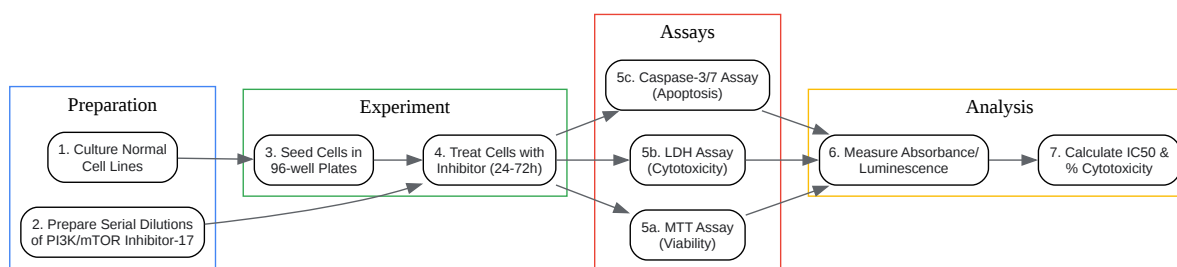 Preparation
1. Culture Normal
Cell Lines
2. Prepare Serial Dilutions
of PI3K/mTOR Inhibitor-17
Experiment
3. Seed Cells in
96-well Plates
4. Treat Cells with
Inhibitor (24-72h)
Assays
5c. Caspase-3/7 Assay
(Apoptosis)
5b. LDH Assay
(Cytotoxicity)
5a. MTT Assay
(Viability)
Analysis
6. Measure Absorbance/
Luminescence
7. Calculate IC50 &
% Cytotoxicity